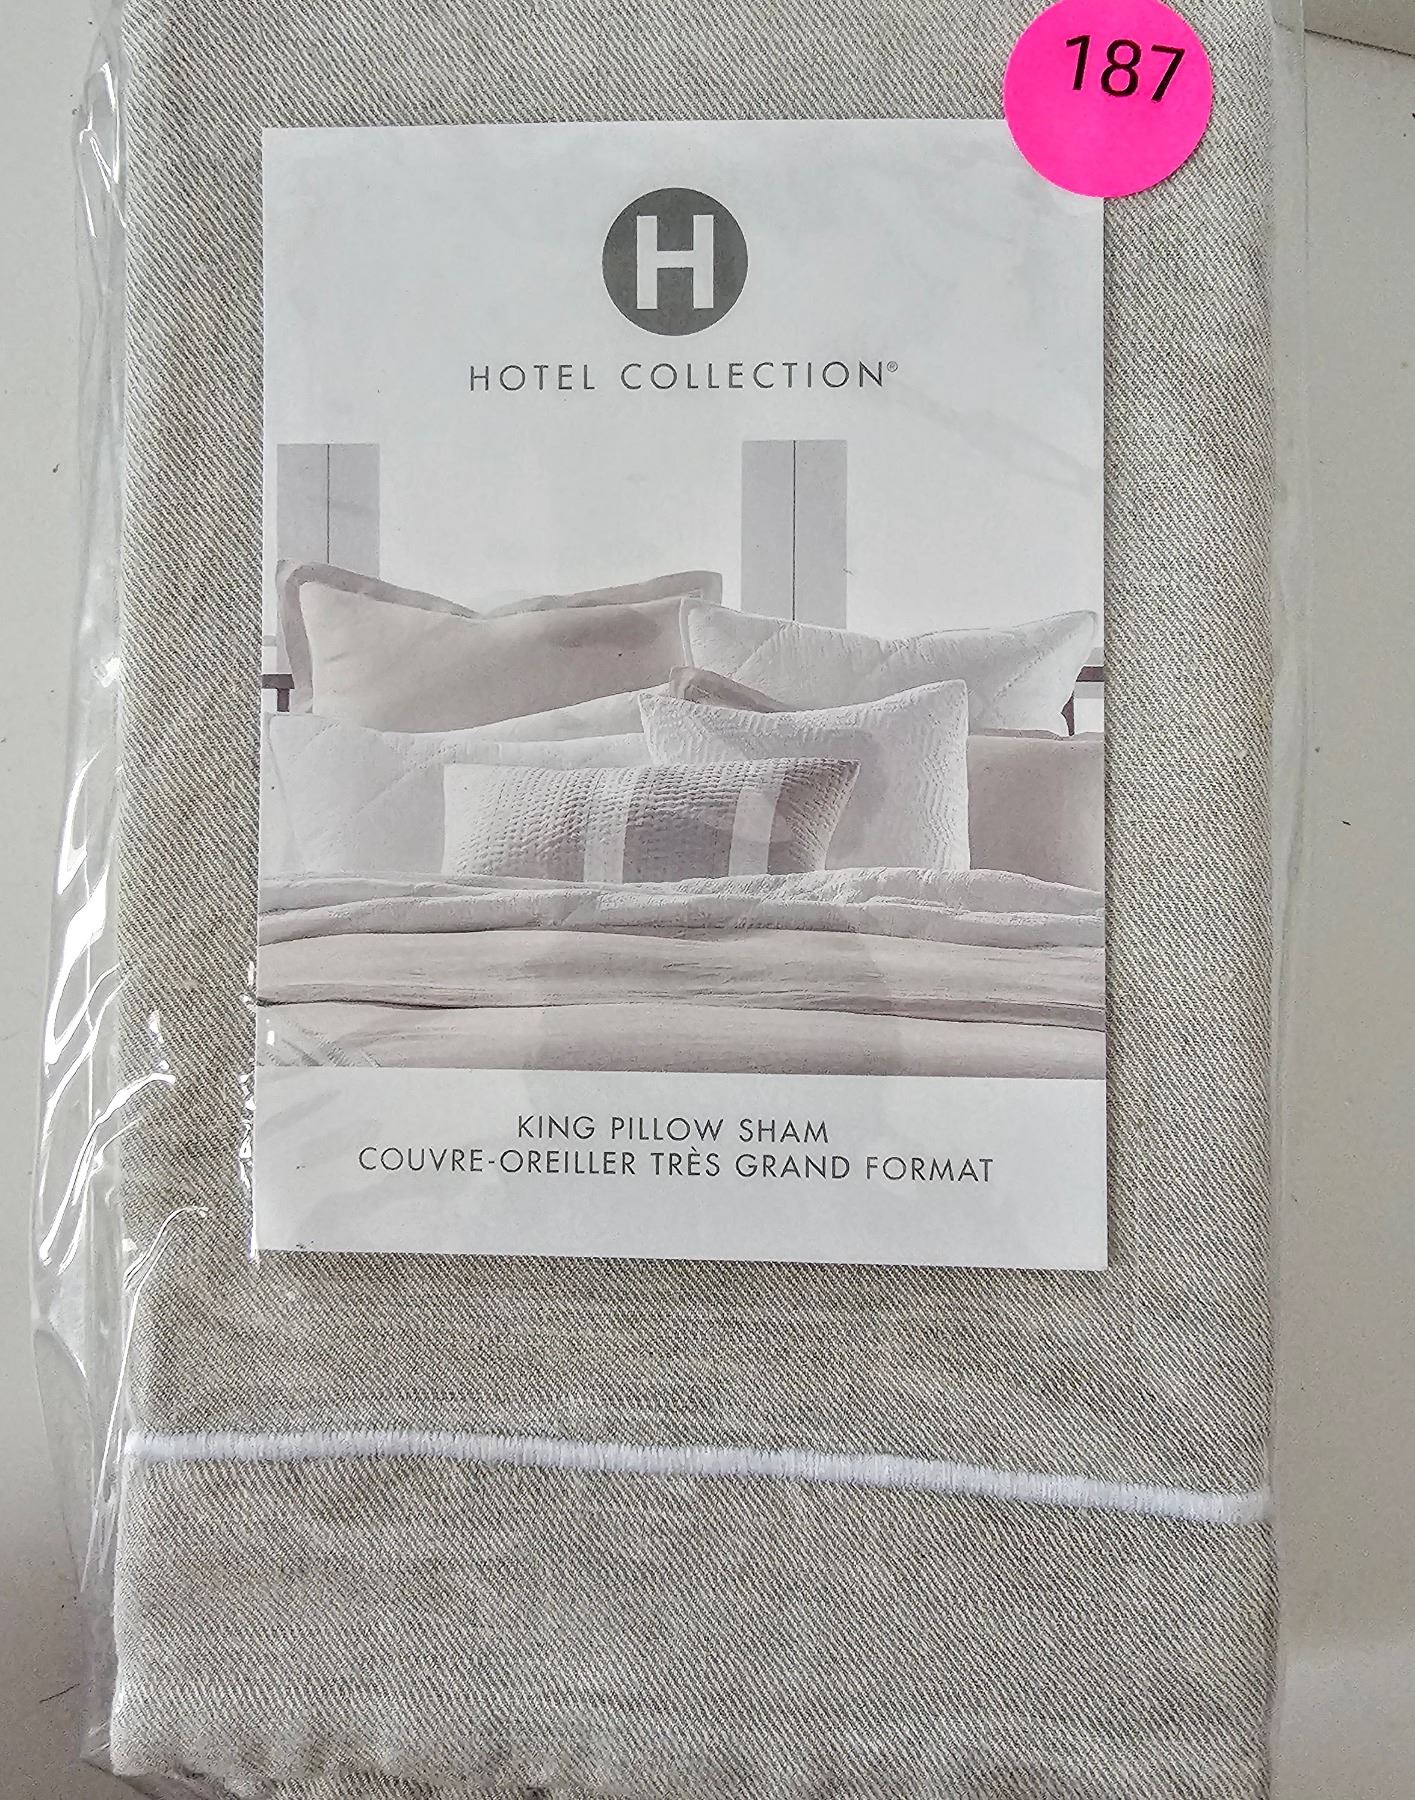 187
H
HOTEL COLLECTION®
KING PILLOW SHAM
COUVRE-OREILLER TRÈS GRAND FORMAT